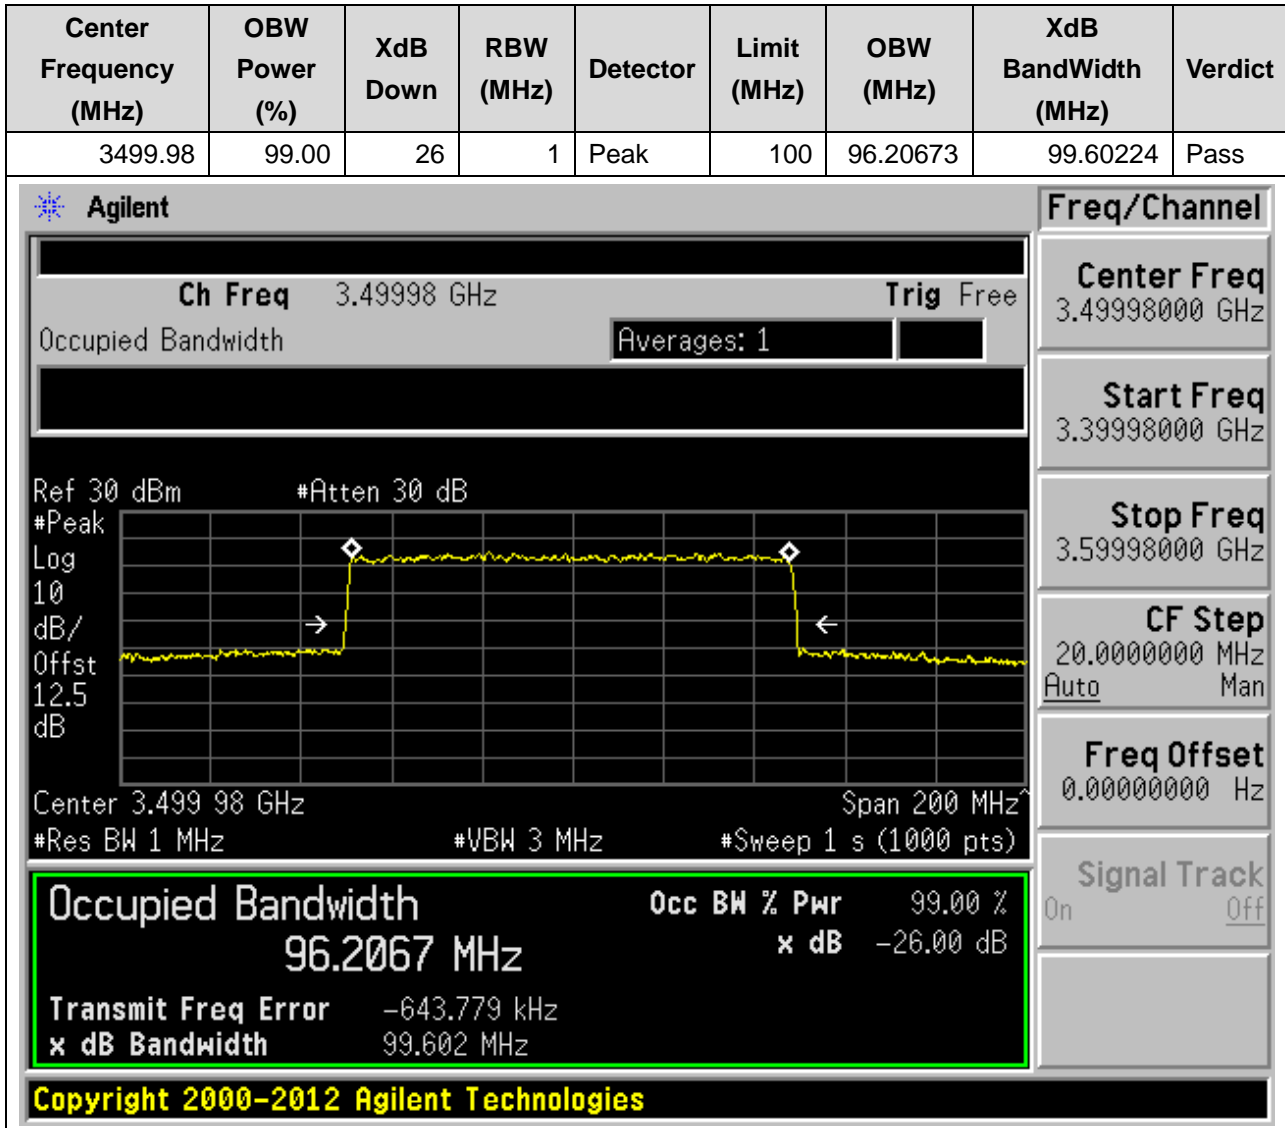 Center Frequency (MHz) OBW Power (%) XdB Down RBW (MHz) Detector Limit (MHz) OBW (MHz) XdB BandWidth (MHz) Verdict
3499.98 99.00 26 1 Peak 100 96.20673 99.60224 Pass
Agilent
Freq/Channel
Ch Freq 3.49998 GHz Trig Free
Occupied Bandwidth Averages: 1
Center Freq
3.49998000 GHz
Start Freq
3.39998000 GHz
Stop Freq
3.59998000 GHz
CF Step
20.0000000 MHz
Auto Man
Freq Offset
0.00000000 Hz
Signal Track
On Off
Ref 30 dBm #Atten 30 dB
#Peak
Log
10
dB/
Offst
12.5
dB
Center 3.499 98 GHz Span 200 MHz^
#Res BW 1 MHz #VBW 3 MHz #Sweep 1 s (1000 pts)
Occupied Bandwidth Occ BW % Pwr 99.00 %
96.2067 MHz x dB -26.00 dB
Transmit Freq Error -643.779 kHz
x dB Bandwidth 99.602 MHz
Copyright 2000-2012 Agilent Technologies